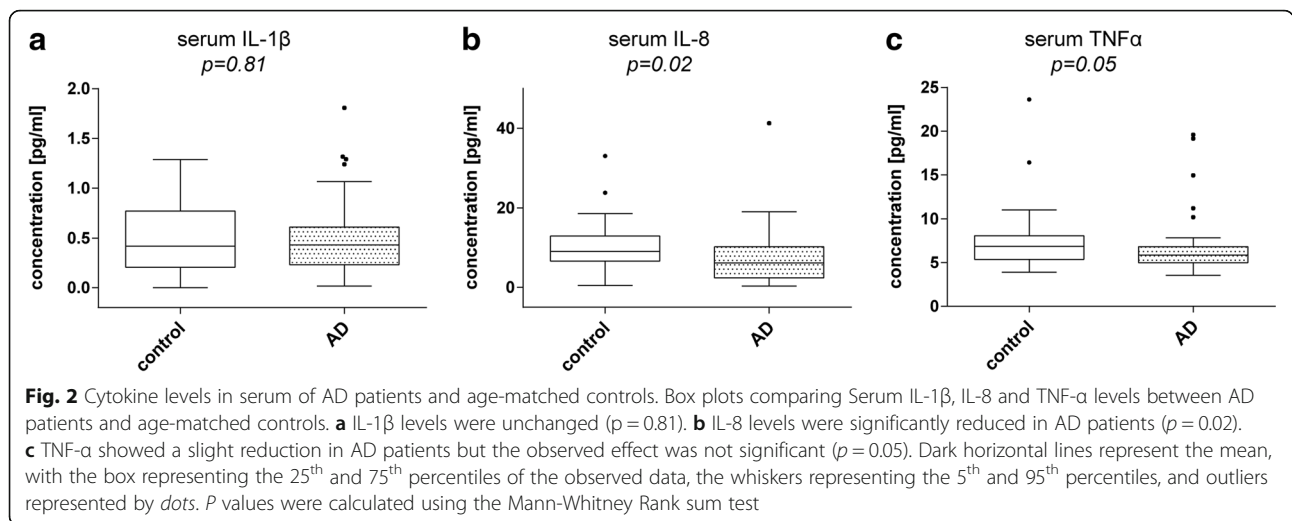 a
serum IL-1β
p=0.81
concentration [pg/ml]
2.0
1.5
1.0
0.5
0.0
control
AD
b
serum IL-8
p=0.02
concentration [pg/ml]
40
20
0
control
AD
c
serum TNFα
p=0.05
concentration [pg/ml]
25
20
15
10
5
0
control
AD
Fig. 2 Cytokine levels in serum of AD patients and age-matched controls. Box plots comparing Serum IL-1β, IL-8 and TNF-α levels between AD
patients and age-matched controls. a IL-1β levels were unchanged (p = 0.81). b IL-8 levels were significantly reduced in AD patients (p = 0.02).
c TNF-α showed a slight reduction in AD patients but the observed effect was not significant (p = 0.05). Dark horizontal lines represent the mean,
with the box representing the 25th and 75th percentiles of the observed data, the whiskers representing the 5th and 95th percentiles, and outliers
represented by dots. P values were calculated using the Mann-Whitney Rank sum test